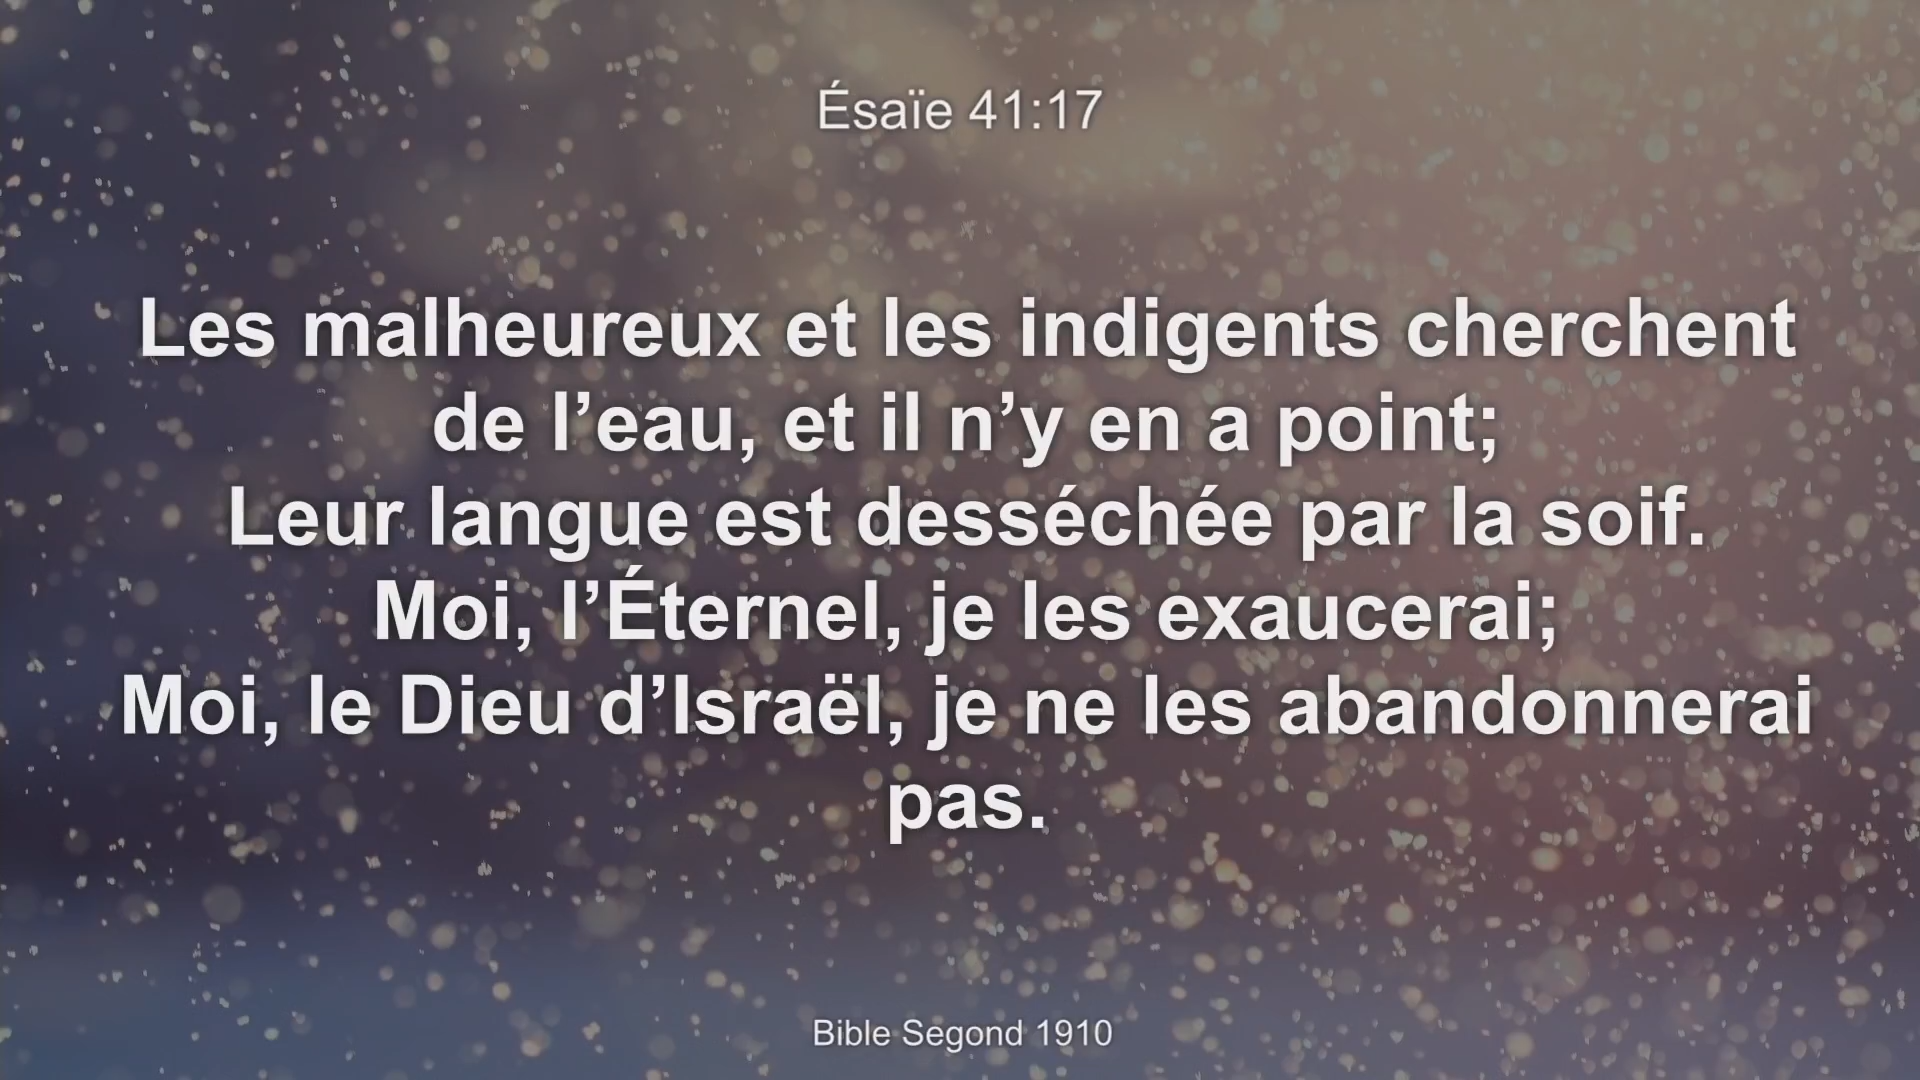 Ésaïe 41:17
Les malheureux et les indigents cherchent
de l’eau, et il n’y en a point;
Leur langue est desséchée par la soif.
Moi, l’Éternel, je les exaucerai;
Moi, le Dieu d’Israël, je ne les abandonnerai
pas.
Bible Segond 1910